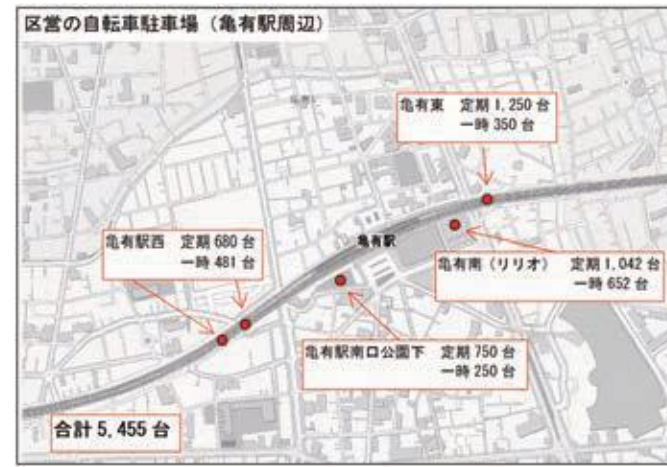 区営の自転車駐車場（亀有駅周辺）
亀有東　定期 1,250 台
一時 350 台
亀有駅西　定期 680 台
一時 481 台
亀有駅
亀有南（リリオ）　定期 1,042 台
一時 652 台
亀有駅南口公園下　定期 750 台
一時 250 台
合計 5,455 台